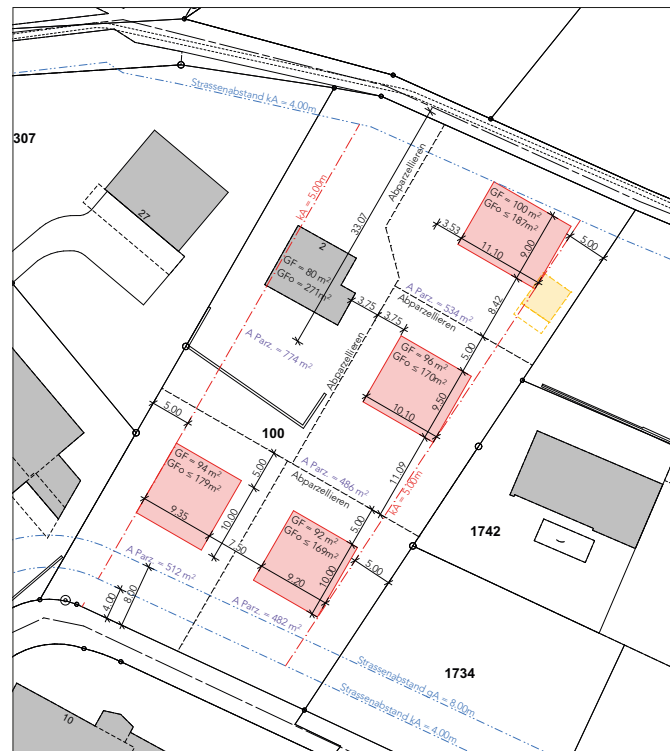 Strassenabstand kA = 4.00m
307
27
kA = 5.00m
33.07
Abparzellieren
GF = 100 m²
GFo ≤ 187m²
3.53
11.10
9.00
5.00
2
GF = 80 m²
GFo = 271m²
A Parz. = 534 m²
Abparzellieren
8.42
3.75
3.75
5.00
A Parz. = 774 m²
Abparzellieren
GF = 96 m²
GFo ≤ 170m²
10.10
9.50
5.00
100
11.09
A Parz. = 486 m²
Abparzellieren
kA = 5.00m
GF = 94 m²
GFo ≤ 179m²
5.00
9.35
10.00
7.50
GF = 92 m²
GFo ≤ 169m²
5.00
9.20
10.00
5.00
1742
A Parz. = 512 m²
A Parz. = 482 m²
4.00
8.00
1734
Strassenabstand gA = 8.00m
Strassenabstand kA = 4.00m
10